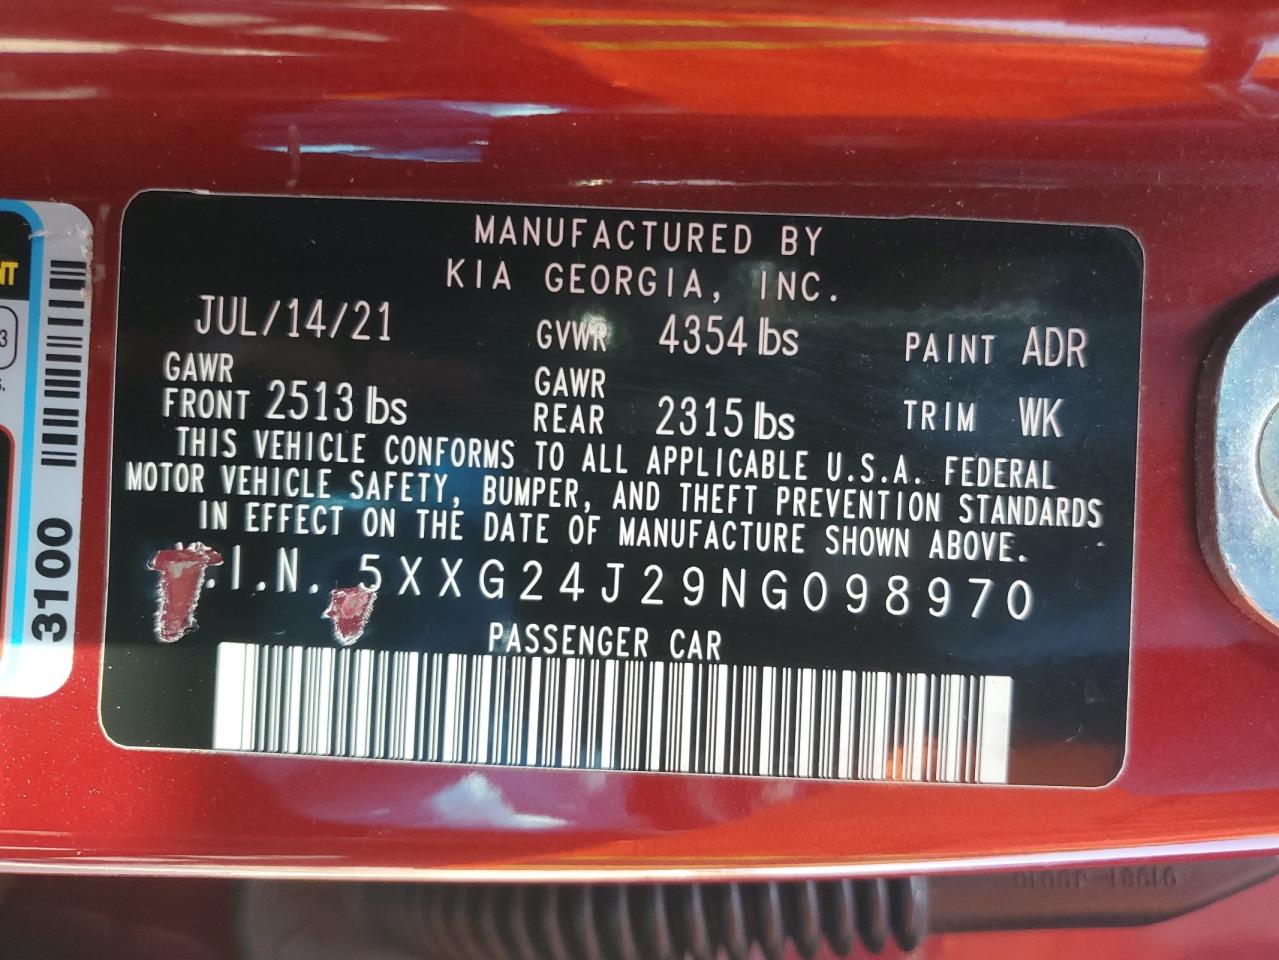 MANUFACTURED BY
KIA GEORGIA, INC.
JUL/14/21 GVWR 4354 lbs PAINT ADR
GAWR FRONT 2513 lbs GAWR REAR 2315 lbs TRIM WK
THIS VEHICLE CONFORMS TO ALL APPLICABLE U.S.A. FEDERAL
MOTOR VEHICLE SAFETY, BUMPER, AND THEFT PREVENTION STANDARDS
IN EFFECT ON THE DATE OF MANUFACTURE SHOWN ABOVE.
.I.N. 5XXG24J29NG098970
PASSENGER CAR
3100
NT
3